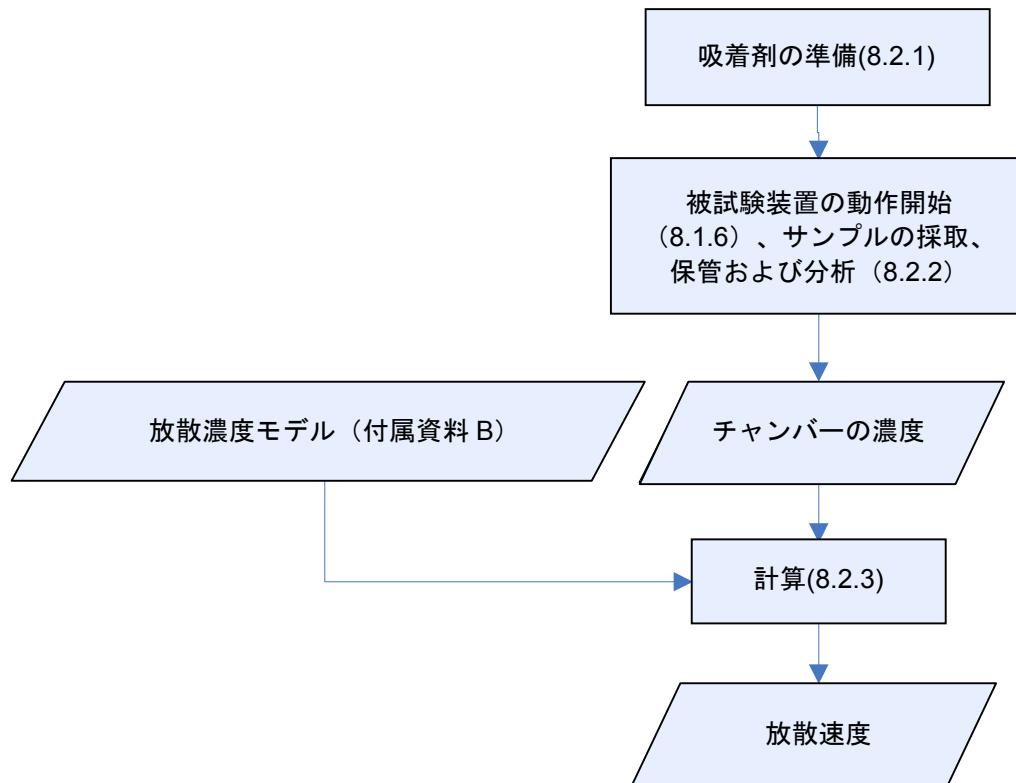 吸着剤の準備(8.2.1)
被試験装置の動作開始
（8.1.6）、サンプルの採取、
保管および分析（8.2.2）
放散濃度モデル（付属資料 B）
チャンバーの濃度
計算(8.2.3)
放散速度